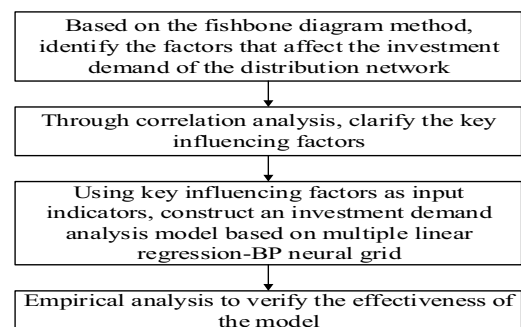 Based on the fishbone diagram method,
identify the factors that affect the investment
demand of the distribution network
Through correlation analysis, clarify the key
influencing factors
Using key influencing factors as input
indicators, construct an investment demand
analysis model based on multiple linear
regression-BP neural grid
Empirical analysis to verify the effectiveness of
the model